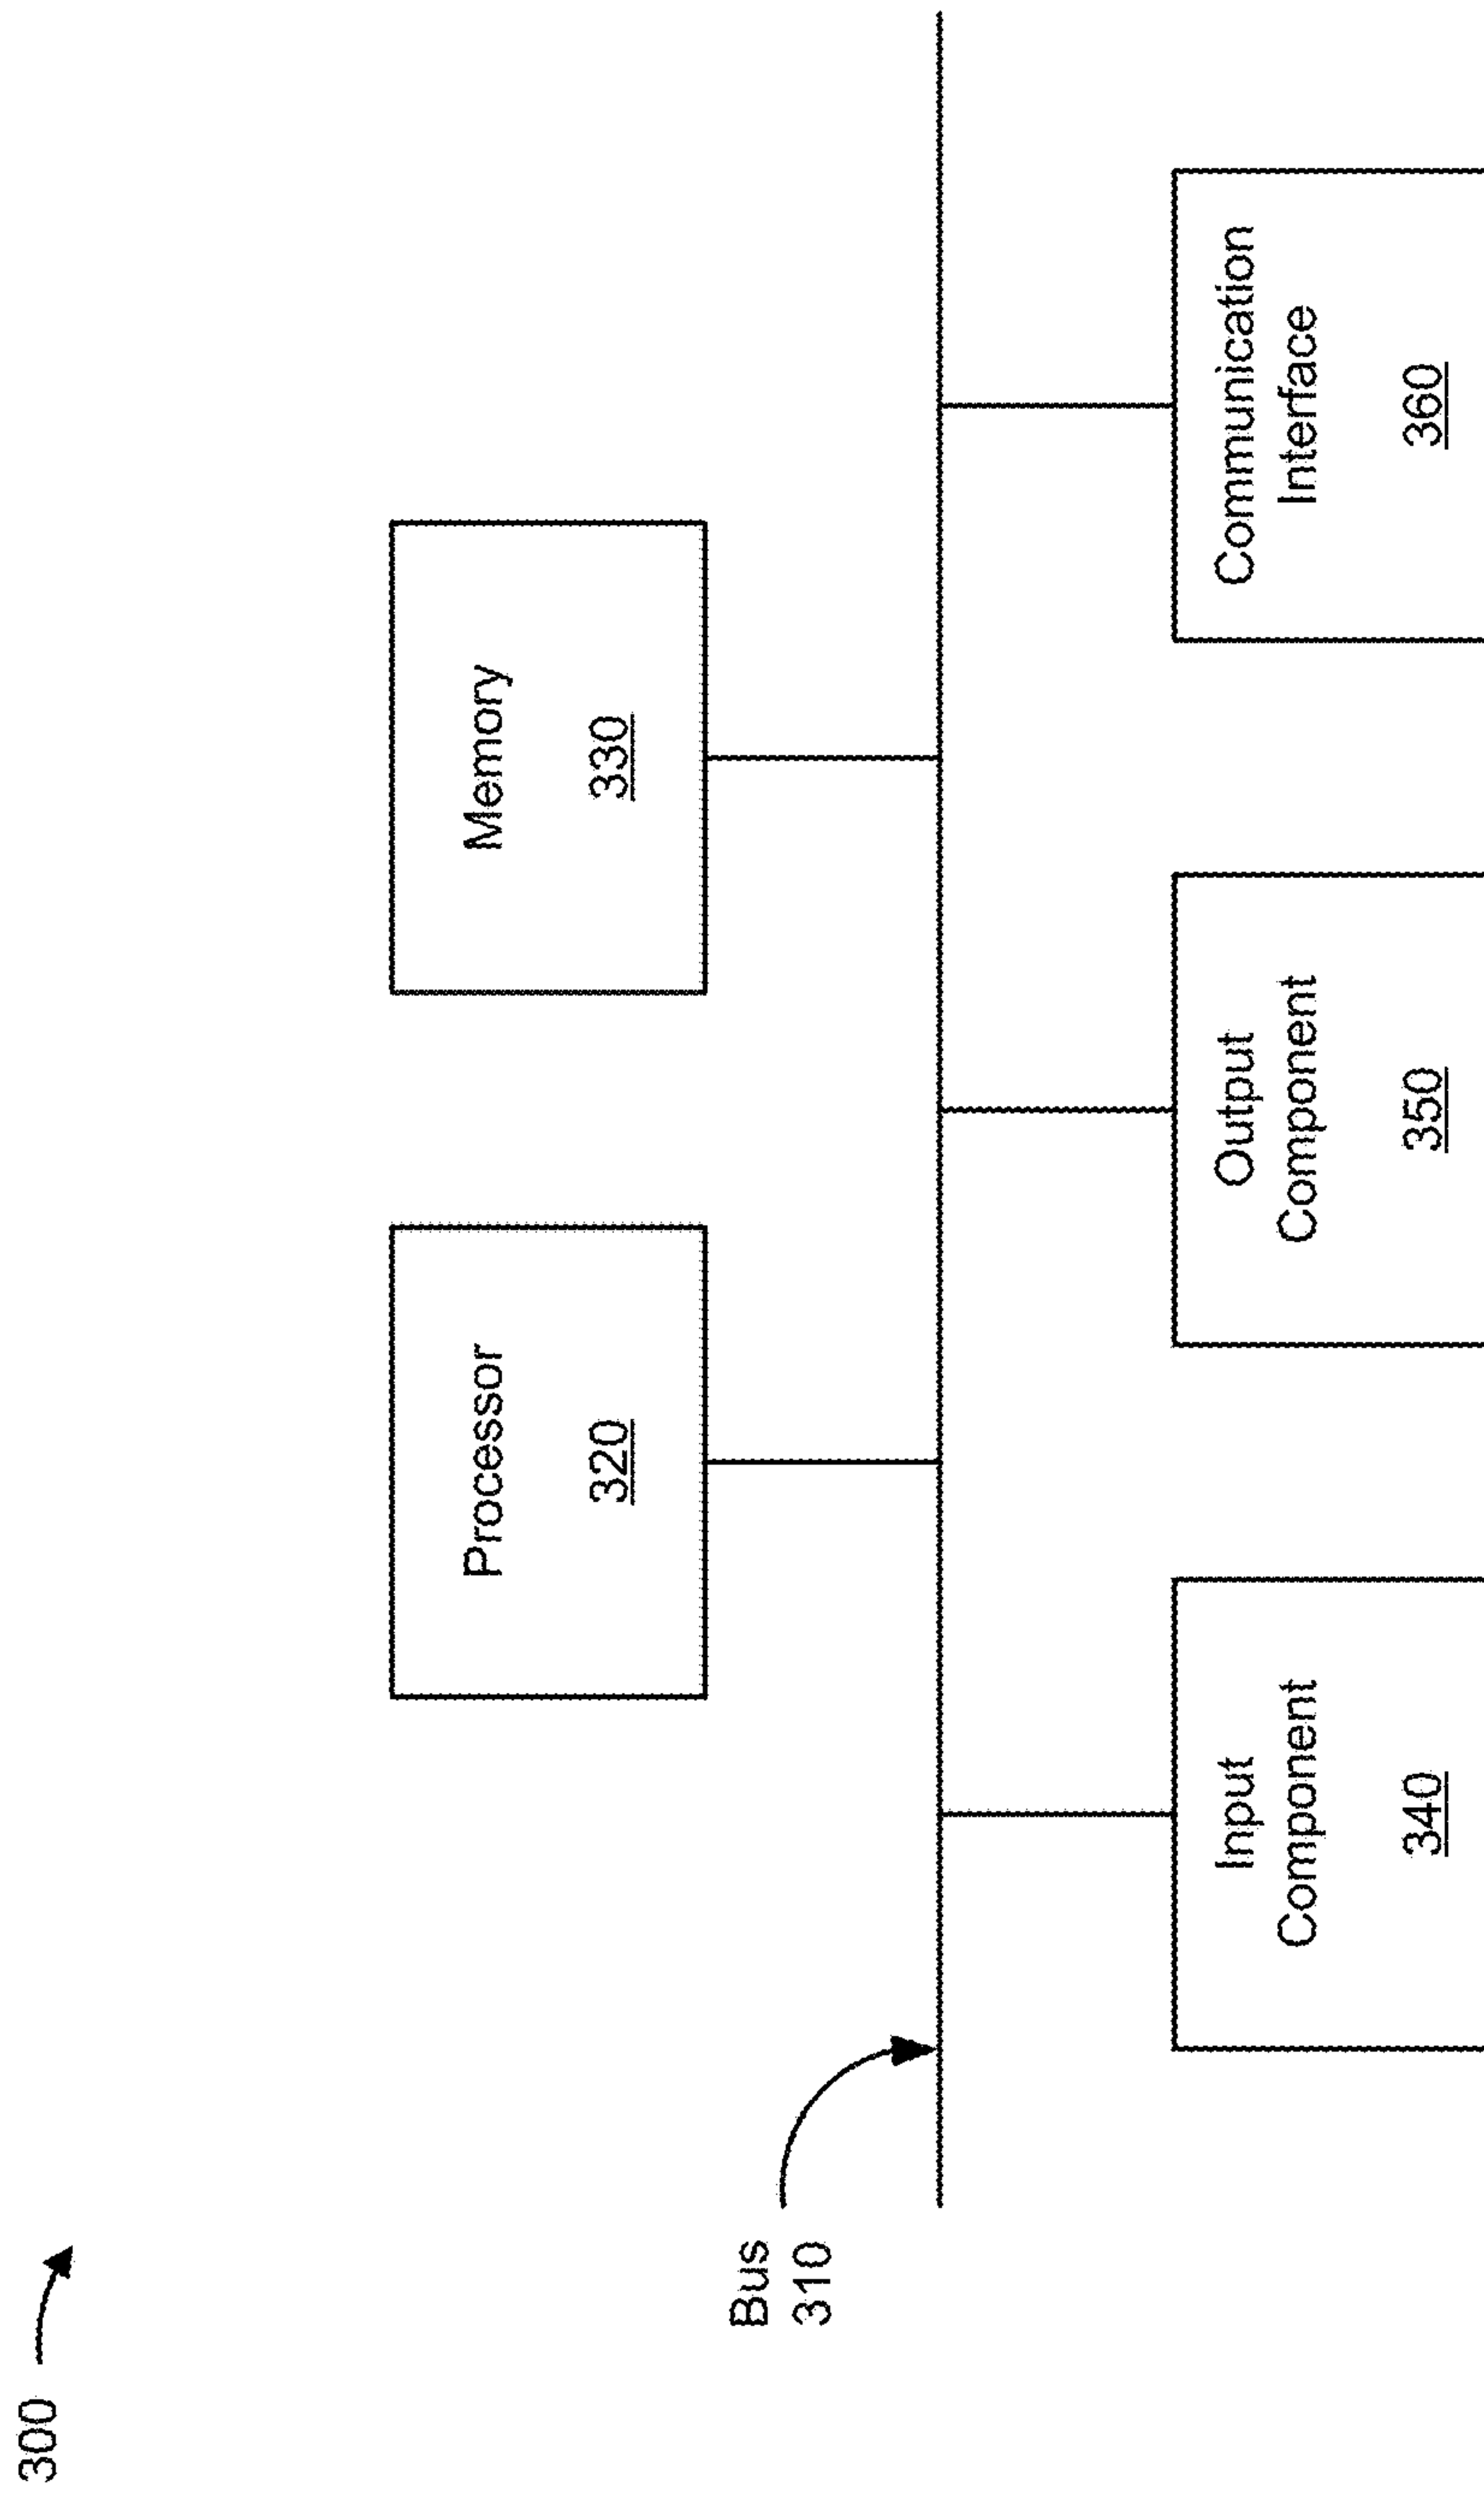 300
Processor
320
Memory
330
Bus
310
Input
Component
340
Output
Component
350
Communication
Interface
360